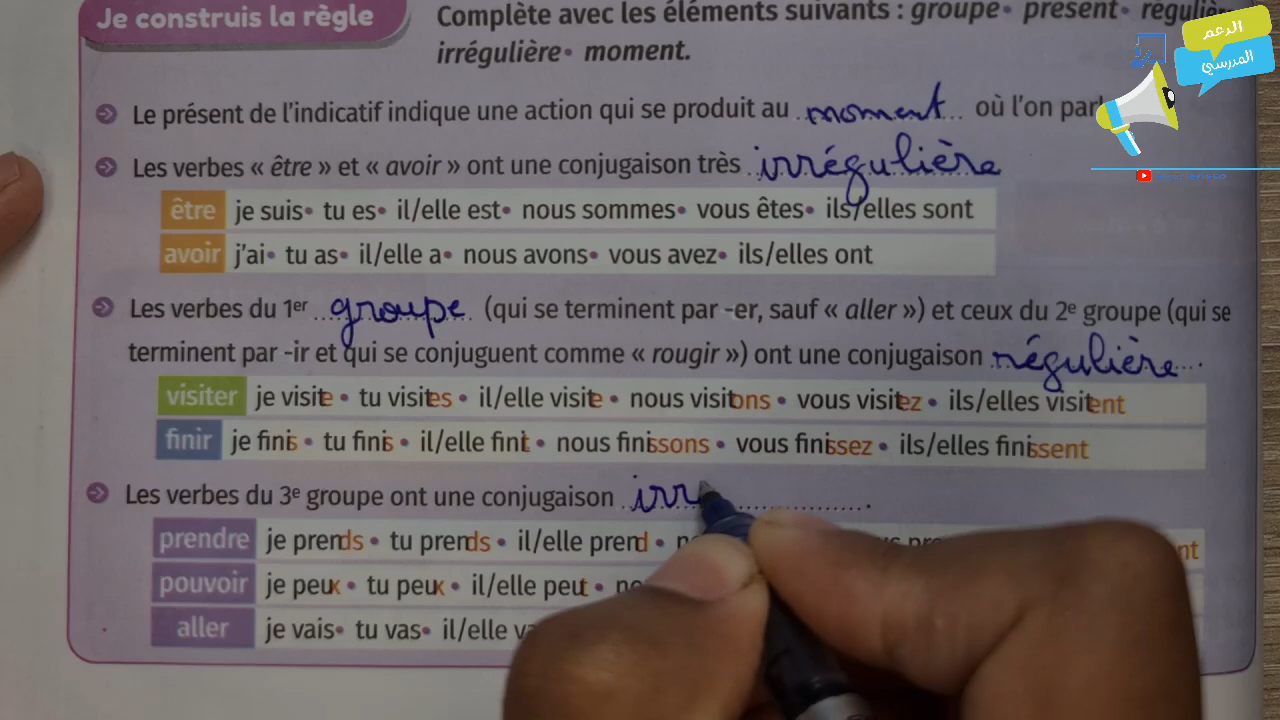 Je construis la règle
Complète avec les éléments suivants : groupe • présent •
irrégulière • moment.
الدعم
المدرسي
Le présent de l'indicatif indique une action qui se produit au moment où l'on
Les verbes « être » et « avoir » ont une conjugaison très irrégulière
être je suis • tu es • il/elle est • nous sommes • vous êtes • ils/elles sont
avoir j'ai • tu as • il/elle a • nous avons • vous avez • ils/elles ont
Les verbes du 1er groupe (qui se terminent par -er, sauf « aller ») et ceux du 2e groupe (qui se
terminent par -ir et qui se conjuguent comme « rougir ») ont une conjugaison régulière.
visiter je visite • tu visites • il/elle visite • nous visitons • vous visitez • ils/elles visitent
finir je finis • tu finis • il/elle finit • nous finissons • vous finissez • ils/elles finissent
Les verbes du 3e groupe ont une conjugaison irr
prendre je prends • tu prends • il/elle prend •
pouvoir je peux • tu peux • il/elle peut •
aller je vais • tu vas • il/elle